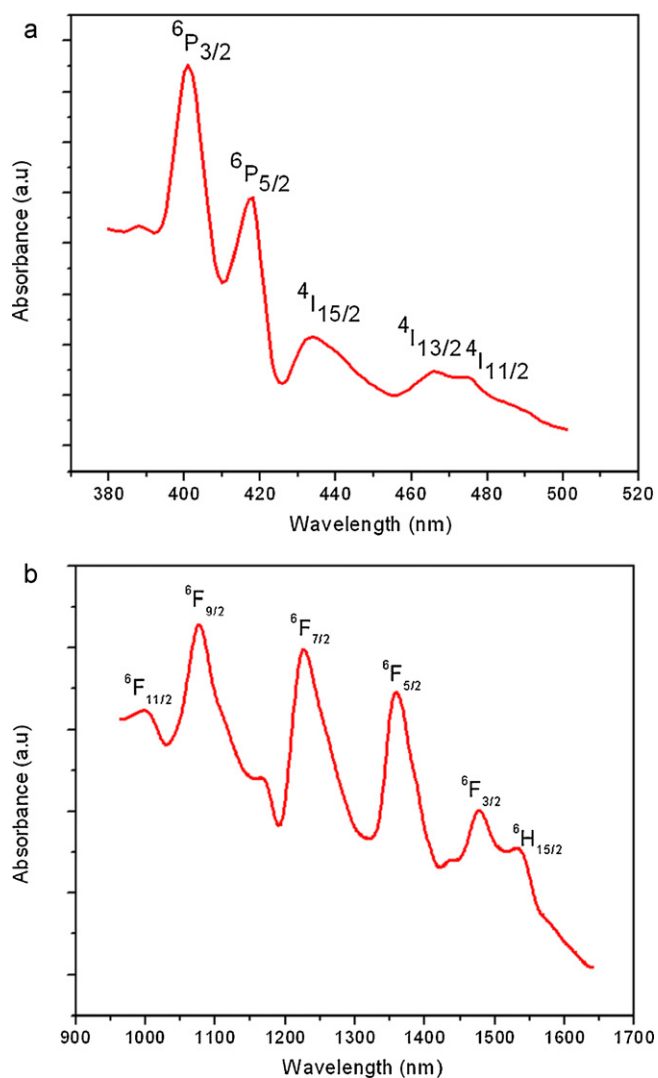 a
⁶P₃/₂
⁶P₅/₂
⁴I₁₅/₂
⁴I₁₃/₂ ⁴I₁₁/₂
Absorbance (a.u)
380 400 420 440 460 480 500 520
Wavelength (nm)
b
⁶F₉/₂
⁶F₇/₂
⁶F₁₁/₂
⁶F₅/₂
⁶F₃/₂
⁶H₁₅/₂
Absorbance (a.u)
900 1000 1100 1200 1300 1400 1500 1600 1700
Wavelength (nm)